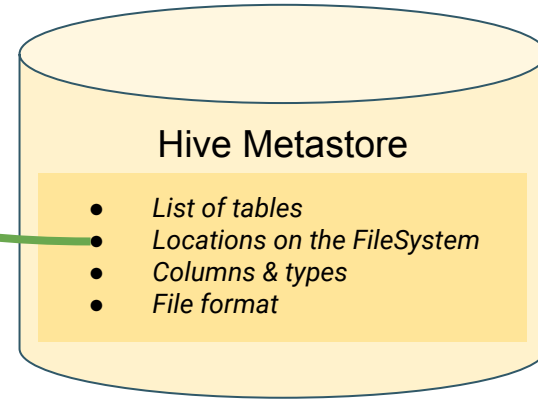 Hive Metastore
● List of tables
● Locations on the FileSystem
● Columns & types
● File format